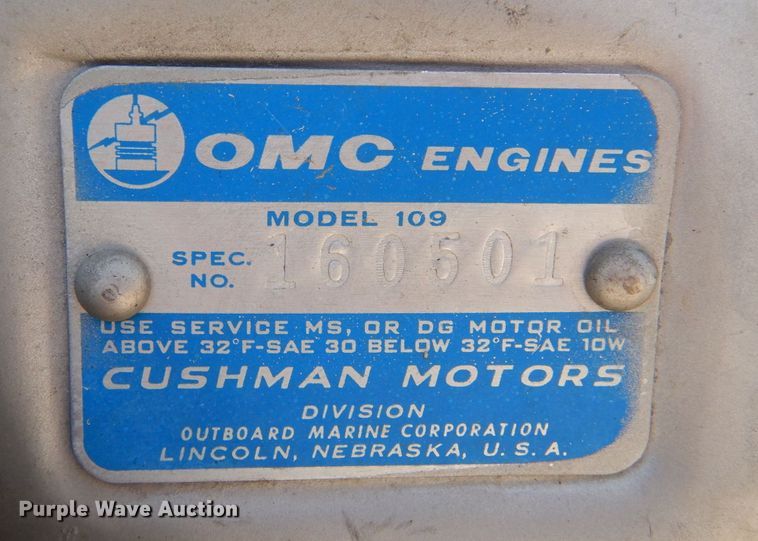 OMC ENGINES
MODEL 109
SPEC. NO. 160501
USE SERVICE MS, OR DG MOTOR OIL
ABOVE 32°F-SAE 30 BELOW 32°F-SAE 10W
CUSHMAN MOTORS
DIVISION
OUTBOARD MARINE CORPORATION
LINCOLN, NEBRASKA, U.S.A.
Purple Wave Auction